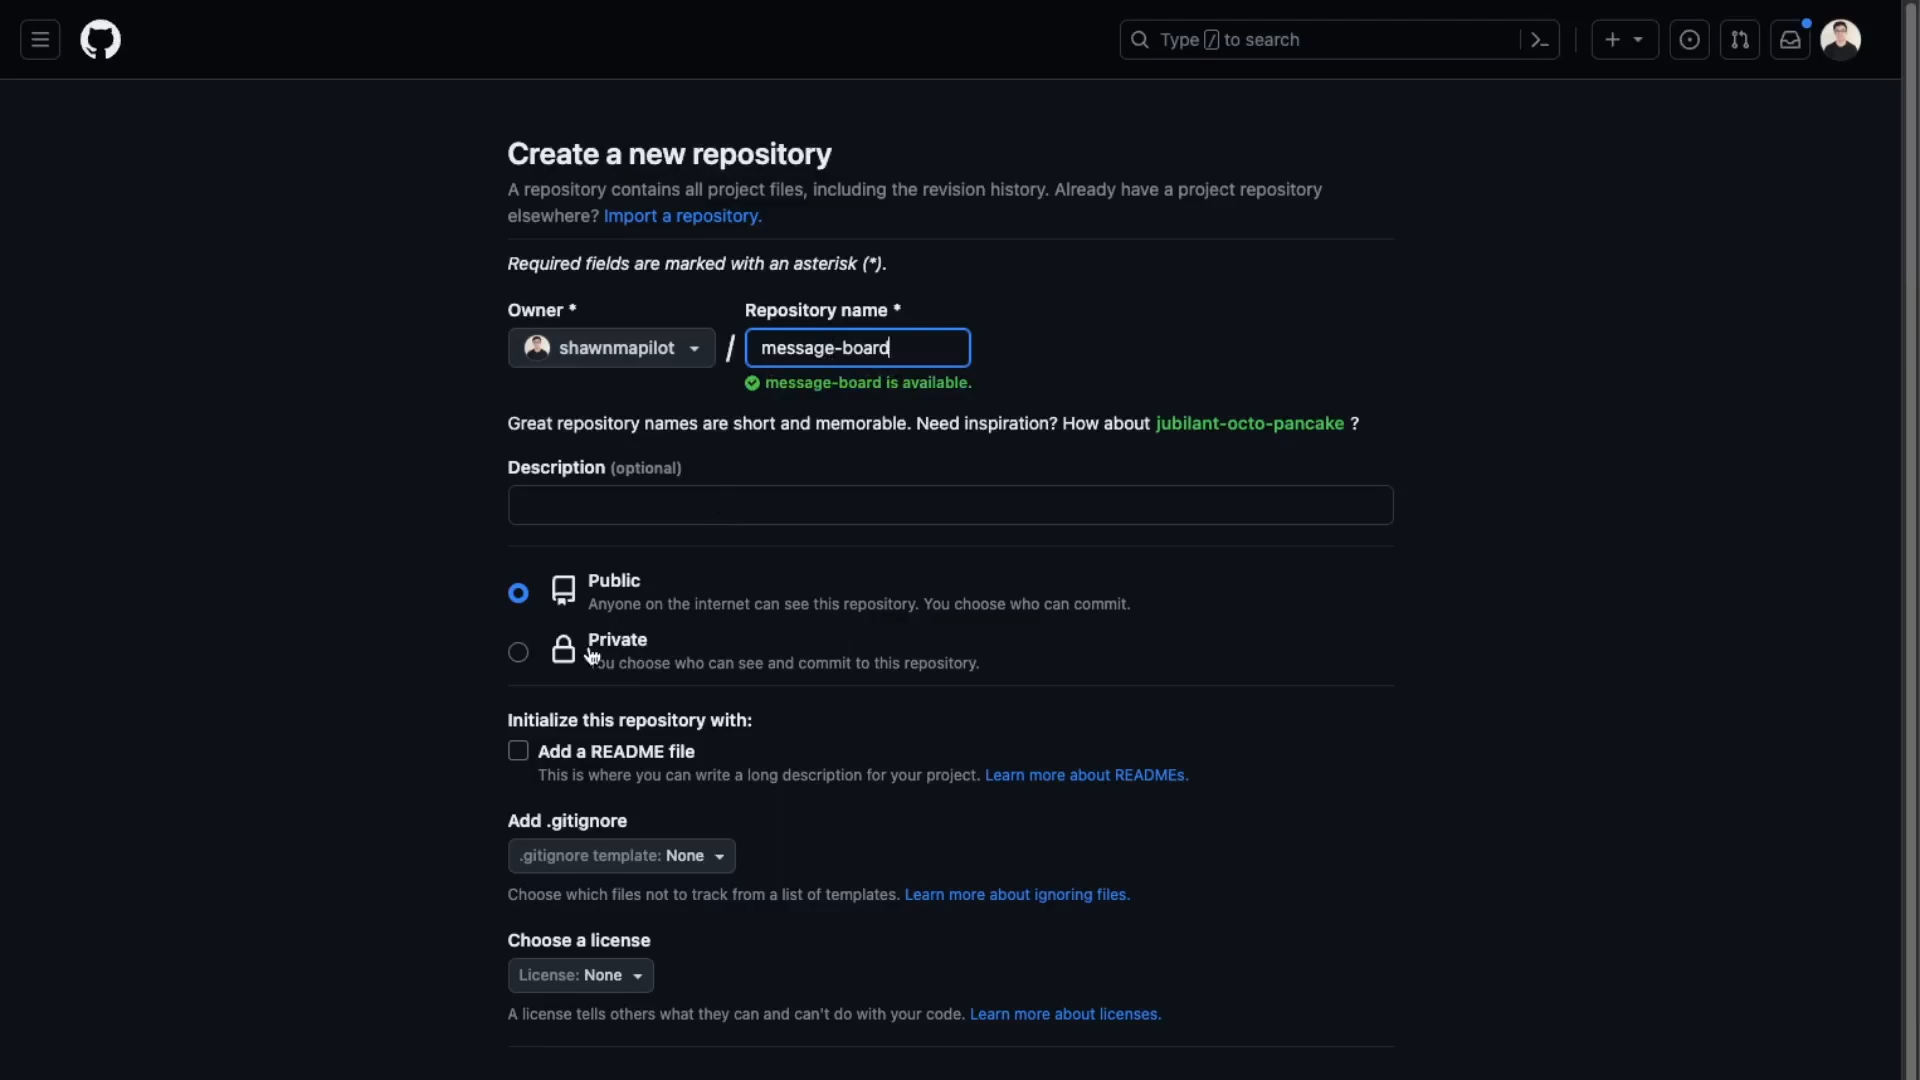 Type / to search
Create a new repository
A repository contains all project files, including the revision history. Already have a project repository
elsewhere? Import a repository.
Required fields are marked with an asterisk (*).
Owner * Repository name *
shawnmapilot / message-board
message-board is available.
Great repository names are short and memorable. Need inspiration? How about jubilant-octo-pancake ?
Description (optional)
Public
Anyone on the internet can see this repository. You choose who can commit.
Private
You choose who can see and commit to this repository.
Initialize this repository with:
Add a README file
This is where you can write a long description for your project. Learn more about READMEs.
Add .gitignore
.gitignore template: None
Choose which files not to track from a list of templates. Learn more about ignoring files.
Choose a license
License: None
A license tells others what they can and can't do with your code. Learn more about licenses.